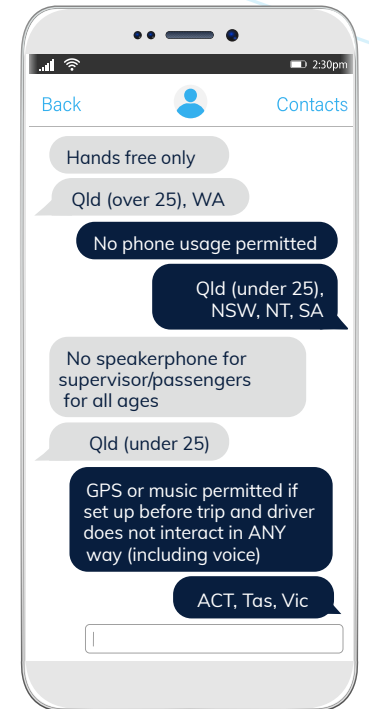 2:30pm
Back
Contacts
Hands free only
Qld (over 25), WA
No phone usage permitted
Qld (under 25),
NSW, NT, SA
No speakerphone for
supervisor/passengers
for all ages
Qld (under 25)
GPS or music permitted if
set up before trip and driver
does not interact in ANY
way (including voice)
ACT, Tas, Vic